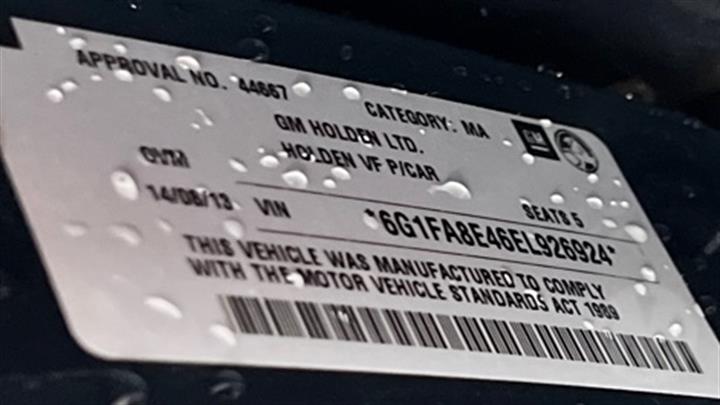 APPROVAL NO. 44667 CATEGORY: MA
GM
GM HOLDEN LTD.
HOLDEN VF P/CAR
14/08/13 VIN SEATS 5
*6G1FA8E46EL926924*
THIS VEHICLE WAS MANUFACTURED TO COMPLY
WITH THE MOTOR VEHICLE STANDARDS ACT 1989